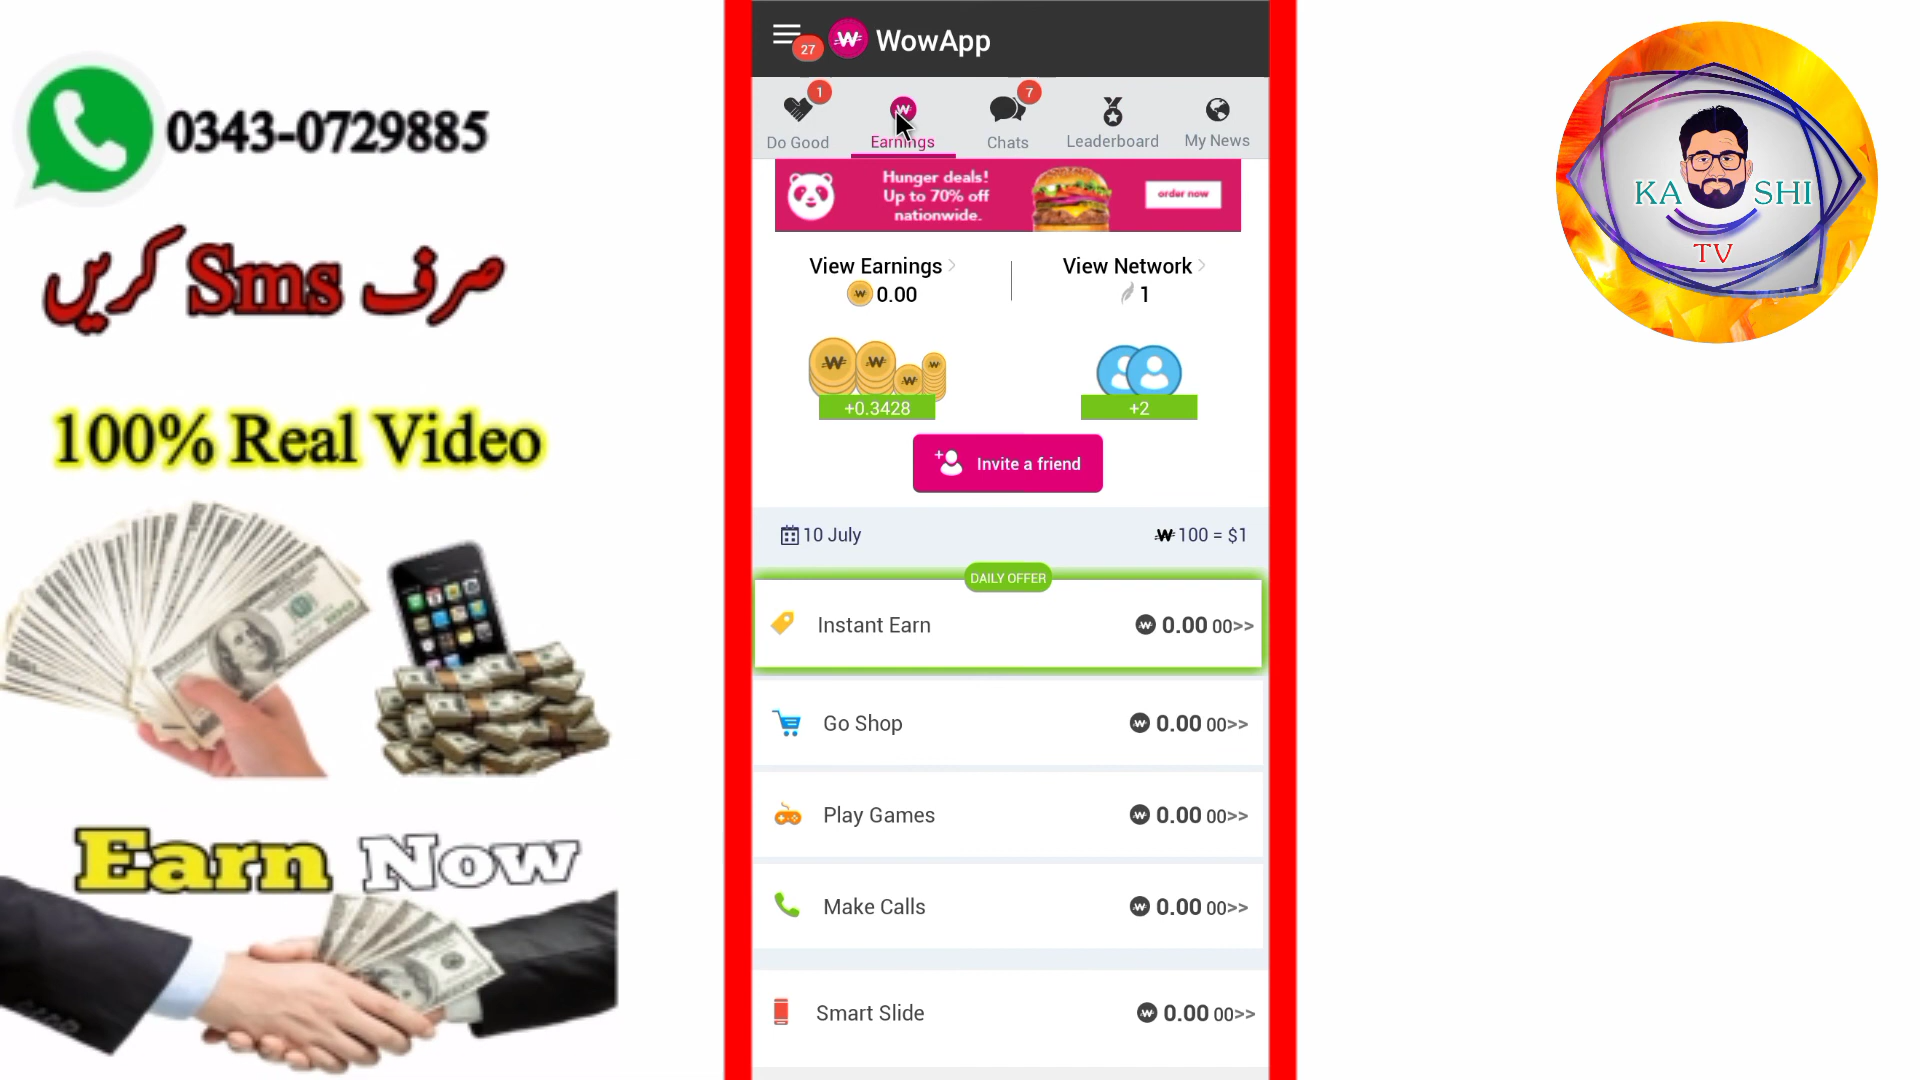 0343-0729885
صرف Sms کریں
100% Real Video
Earn Now
27
WowApp
1
7
Do Good
Earnings
Chats
Leaderboard
My News
Hunger deals!
Up to 70% off
nationwide.
order now
View Earnings
0.00
View Network
1
+0.3428
+2
Invite a friend
10 July
100 = $1
DAILY OFFER
Instant Earn
0.00 00>>
Go Shop
0.00 00>>
Play Games
0.00 00>>
Make Calls
0.00 00>>
Smart Slide
0.00 00>>
KA SHI
TV